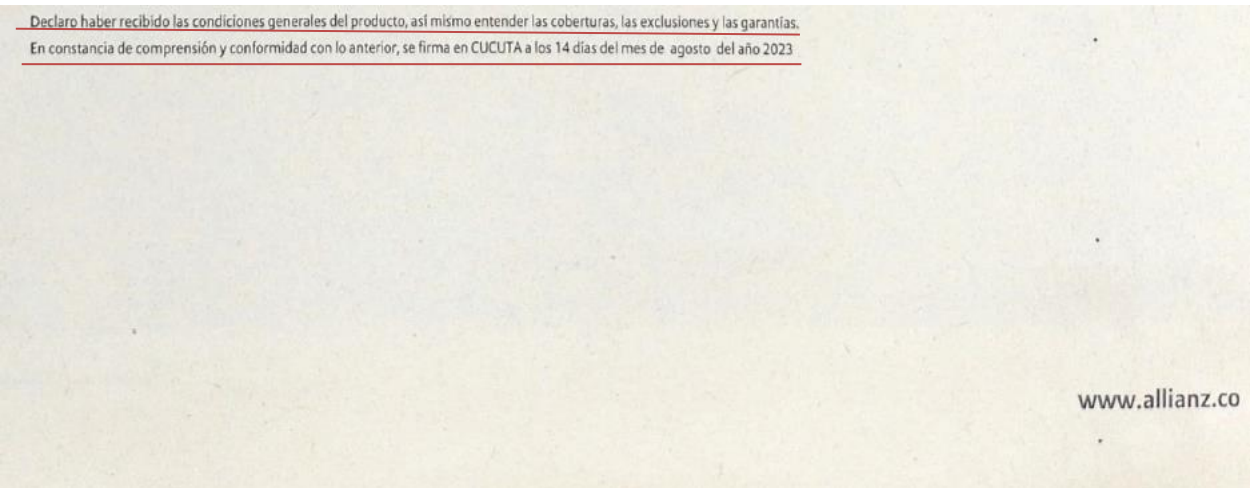 Declaro haber recibido las condiciones generales del producto, así mismo entender las coberturas, las exclusiones y las garantías.
En constancia de comprensión y conformidad con lo anterior, se firma en CUCUTA a los 14 días del mes de agosto del año 2023
www.allianz.co